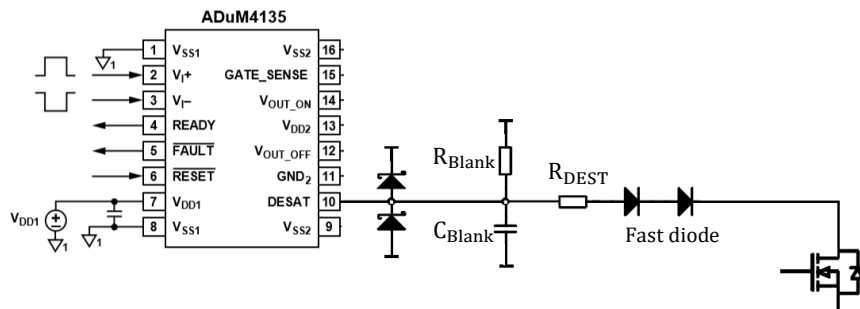 ADuM4135
1 VSS1 VSS2 16
2 VI+ GATE_SENSE 15
3 VI− VOUT_ON 14
4 READY VDD2 13
5 FAULT VOUT_OFF 12
6 RESET GND2 11
7 VDD1 DESAT 10
8 VSS1 VSS2 9
1
VDD1
1
1
RBlank
RDEST
CBlank
Fast diode